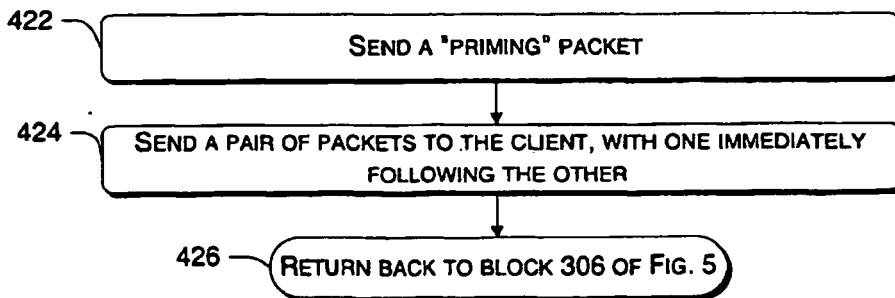 422
SEND A "PRIMING" PACKET
424
SEND A PAIR OF PACKETS TO THE CLIENT, WITH ONE IMMEDIATELY
FOLLOWING THE OTHER
426
RETURN BACK TO BLOCK 306 OF FIG. 5